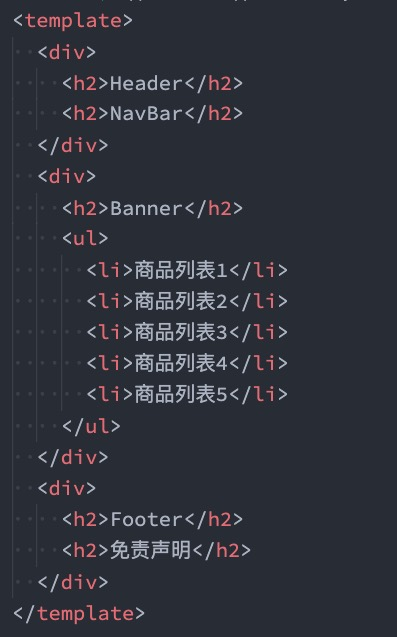 <template>
  <div>
    <h2>Header</h2>
    <h2>NavBar</h2>
  </div>
  <div>
    <h2>Banner</h2>
    <ul>
      <li>商品列表1</li>
      <li>商品列表2</li>
      <li>商品列表3</li>
      <li>商品列表4</li>
      <li>商品列表5</li>
    </ul>
  </div>
  <div>
    <h2>Footer</h2>
    <h2>免责声明</h2>
  </div>
</template>